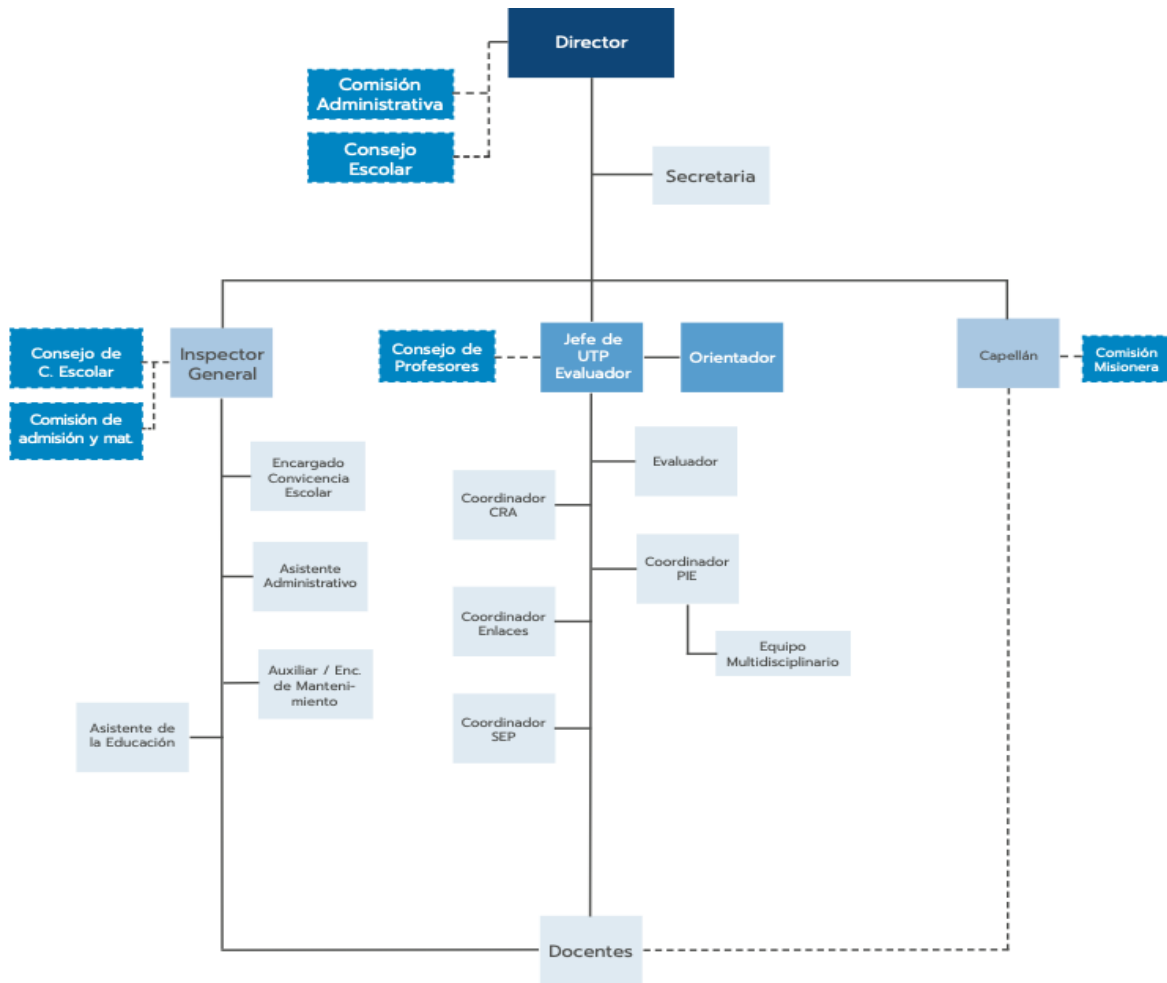 Director
Comisión
Administrativa
Consejo
Escolar
Secretaria
Consejo de
C. Escolar
Comisión de
admisión y mat.
Inspector
General
Consejo de
Profesores
Jefe de
UTP
Evaluador
Orientador
Capellán
Comisión
Misionera
Encargado
Convicencia
Escolar
Asistente
Administrativo
Auxiliar / Enc.
de Manteni-
miento
Asistente de
la Educación
Evaluador
Coordinador
CRA
Coordinador
PIE
Coordinador
Enlaces
Equipo
Multidisciplinario
Coordinador
SEP
Docentes